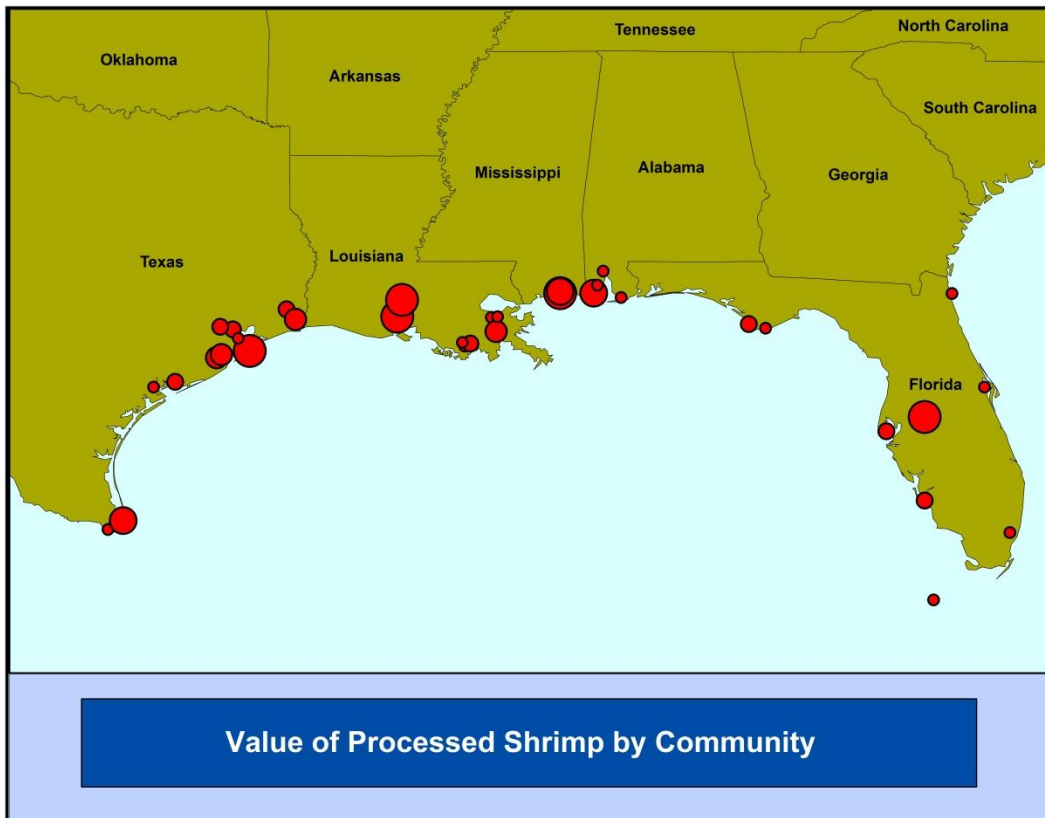 Tennessee
North Carolina
Oklahoma
Arkansas
South Carolina
Mississippi
Alabama
Georgia
Texas
Louisiana
Florida
Value of Processed Shrimp by Community